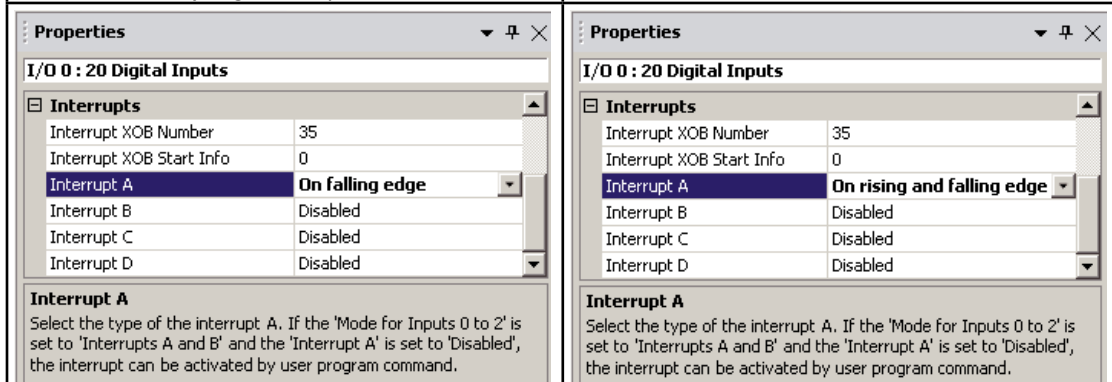 Properties
I/O 0 : 20 Digital Inputs
Interrupts
Interrupt XOB Number 35
Interrupt XOB Start Info 0
Interrupt A On falling edge
Interrupt B Disabled
Interrupt C Disabled
Interrupt D Disabled
Interrupt A
Select the type of the interrupt A. If the 'Mode for Inputs 0 to 2' is
set to 'Interrupts A and B' and the 'Interrupt A' is set to 'Disabled',
the interrupt can be activated by user program command.
Properties
I/O 0 : 20 Digital Inputs
Interrupts
Interrupt XOB Number 35
Interrupt XOB Start Info 0
Interrupt A On rising and falling edge
Interrupt B Disabled
Interrupt C Disabled
Interrupt D Disabled
Interrupt A
Select the type of the interrupt A. If the 'Mode for Inputs 0 to 2' is
set to 'Interrupts A and B' and the 'Interrupt A' is set to 'Disabled',
the interrupt can be activated by user program command.